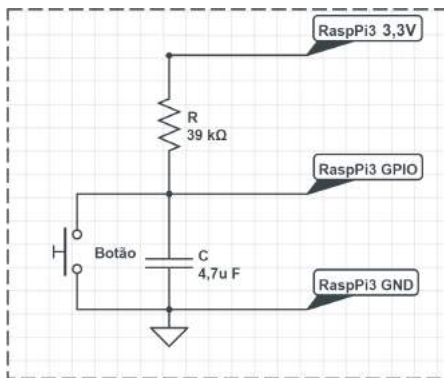 RaspPi3 3,3V
R
39 kΩ
RaspPi3 GPIO
Botão
C
4,7u F
RaspPi3 GND